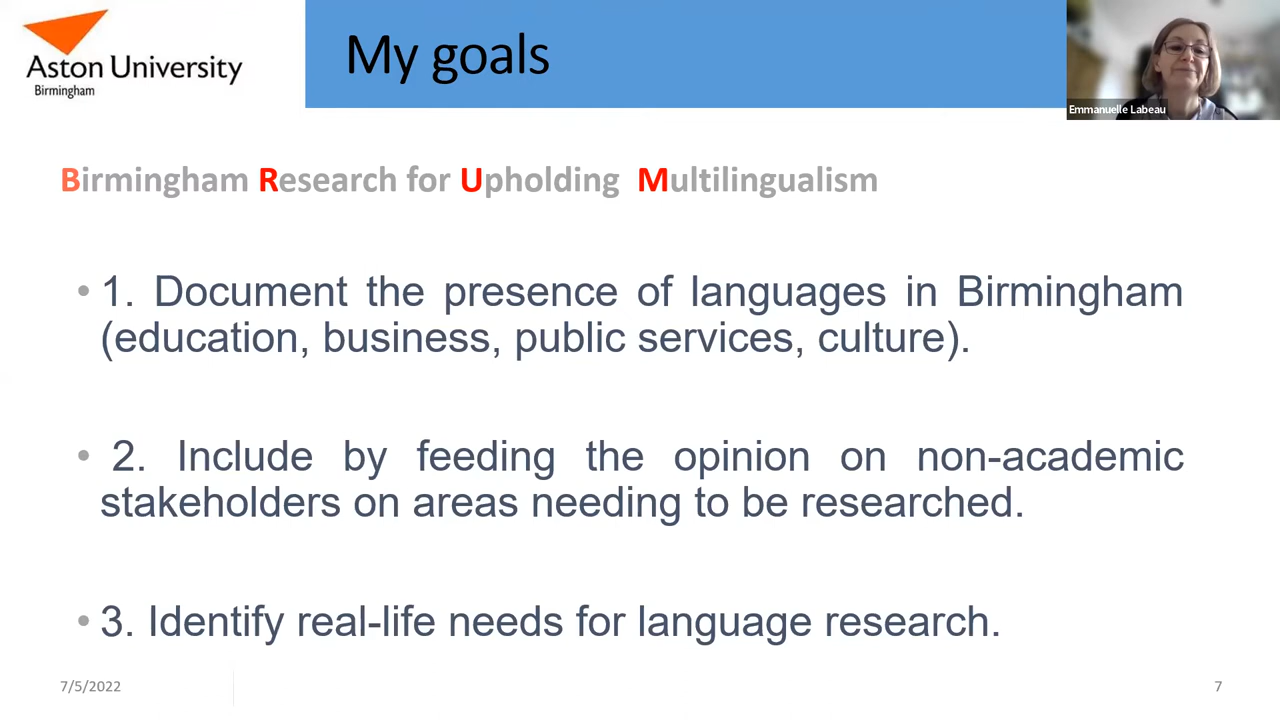 Aston University
Birmingham
My goals
Emmanuelle Labeau
Birmingham Research for Upholding Multilingualism
• 1. Document the presence of languages in Birmingham
(education, business, public services, culture).
• 2. Include by feeding the opinion on non-academic
stakeholders on areas needing to be researched.
• 3. Identify real-life needs for language research.
7/5/2022
7